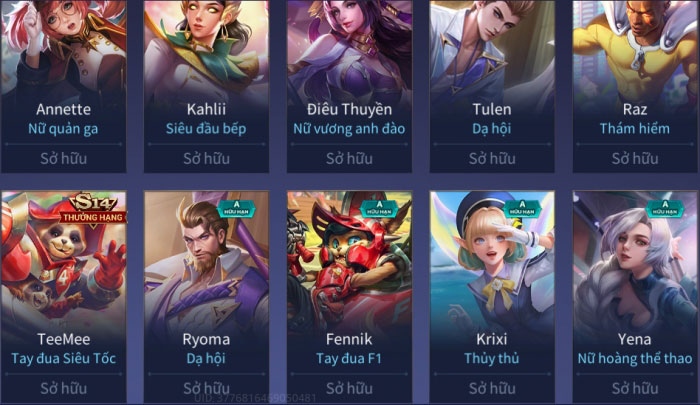 Annette
Nữ quản ga
Sở hữu
Kahlii
Siêu đầu bếp
Sở hữu
Điêu Thuyền
Nữ vương anh đào
Sở hữu
Tulen
Dạ hội
Sở hữu
Raz
Thám hiểm
Sở hữu
S14
THƯỞNG HẠNG
TeeMee
Tay đua Siêu Tốc
Sở hữu
A
HỮU HẠN
Ryoma
Dạ hội
Sở hữu
A
HỮU HẠN
Fennik
Tay đua F1
Sở hữu
A
HỮU HẠN
Krixi
Thủy thủ
Sở hữu
A
HỮU HẠN
Yena
Nữ hoàng thể thao
Sở hữu
UID: 3776816469050481